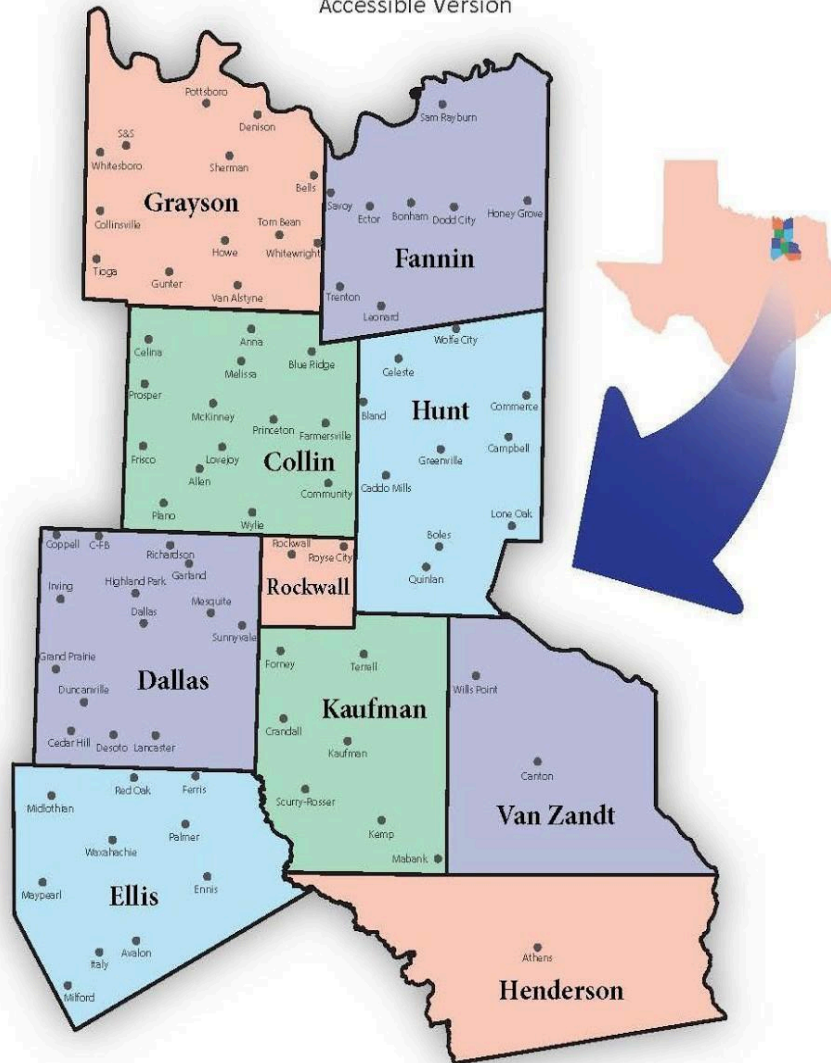 Accessible Version
Pottsboro
Denison
S&S
Whitesboro
Sherman
Bells
Grayson
Collinsville
Tom Bean
Howe
Whitewright
Tioga
Gunter
Van Alstyne
Sam Rayburn
Savoy
Ector
Bonham
Dodd City
Honey Grove
Fannin
Trenton
Leonard
Celina
Anna
Blue Ridge
Melissa
Prosper
McKinney
Princeton
Farmersville
Frisco
Lovejoy
Collin
Allen
Community
Plano
Wylie
Wolfe City
Celeste
Bland
Hunt
Commerce
Campbell
Greenville
Caddo Mills
Lone Oak
Boles
Quinlan
Coppell
C-FB
Richardson
Garland
Irving
Highland Park
Mesquite
Dallas
Sunnyvale
Grand Prairie
Duncanville
Dallas
Cedar Hill
Desoto
Lancaster
Rockwall
Royse City
Rockwall
Forney
Terrell
Kaufman
Crandall
Kaufman
Scurry-Rosser
Kemp
Mabank
Wills Point
Canton
Van Zandt
Midlothian
Red Oak
Ferris
Palmer
Waxahachie
Maypearl
Ennis
Ellis
Avalon
Italy
Milford
Athens
Henderson